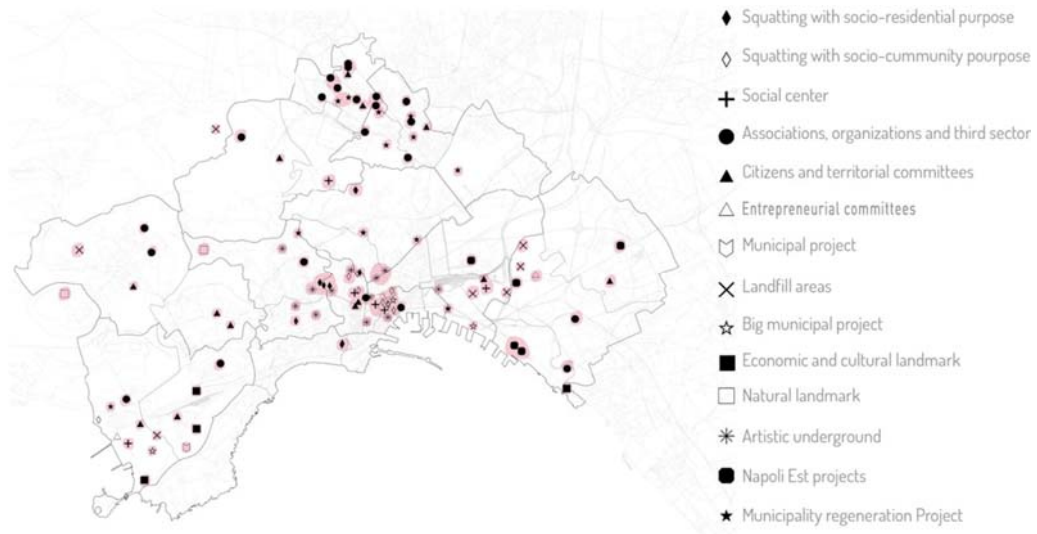 Squatting with socio-residential purpose
Squatting with socio-cummunity pourpose
Social center
Associations, organizations and third sector
Citizens and territorial committees
Entrepreneurial committees
Municipal project
Landfill areas
Big municipal project
Economic and cultural landmark
Natural landmark
Artistic underground
Napoli Est projects
Municipality regeneration Project